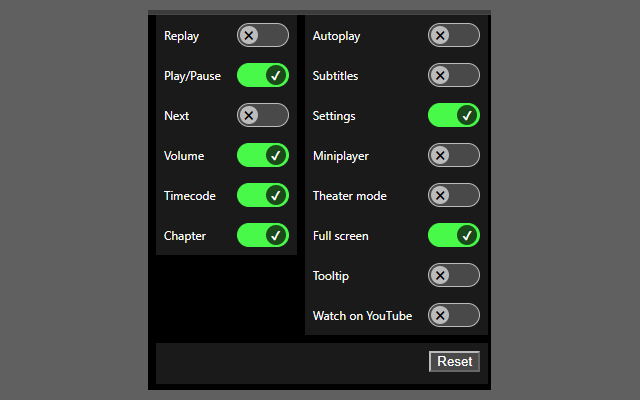 Replay
Play/Pause
Next
Volume
Timecode
Chapter
Autoplay
Subtitles
Settings
Miniplayer
Theater mode
Full screen
Tooltip
Watch on YouTube
Reset